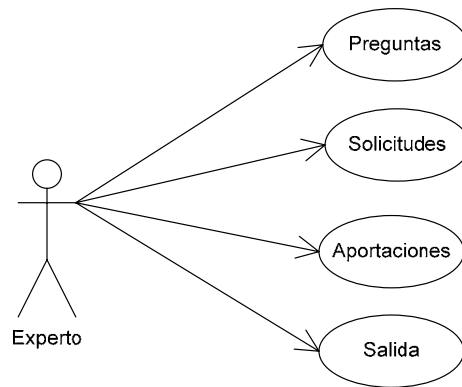 Preguntas
Solicitudes
Aportaciones
Experto
Salida